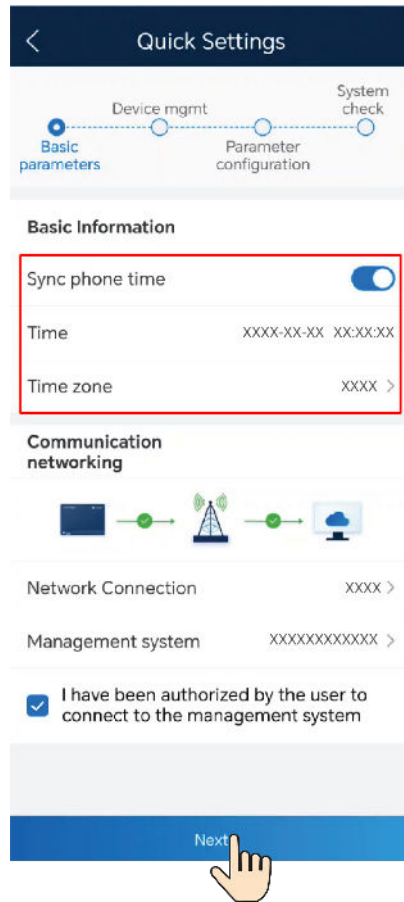 Quick Settings
System
Device mgmt check
Basic Parameter
parameters configuration
Basic Information
Sync phone time
Time XXXX-XX-XX XX:XX:XX
Time zone XXXX >
Communication
networking
Network Connection XXXX >
Management system XXXXXXXXXXXX >
I have been authorized by the user to
connect to the management system
Next